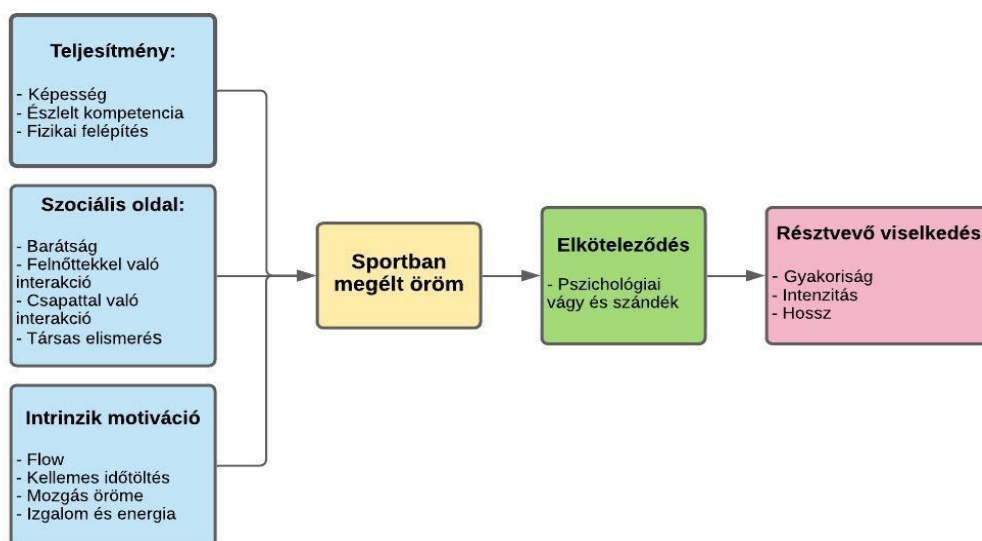 Teljesítmény:
- Képesség
- Észlelt kompetencia
- Fizikai felépítés
Szociális oldal:
- Barátság
- Felnőttekkel való
interakció
- Csapattal való
interakció
- Társas elismerés
Intrinzik motiváció
- Flow
- Kellemes időtöltés
- Mozgás öröme
- Izgalom és energia
Sportban
megélt öröm
Elköteleződés
- Pszichológiai
vágy és szándék
Résztvevő viselkedés
- Gyakoriság
- Intenzitás
- Hossz